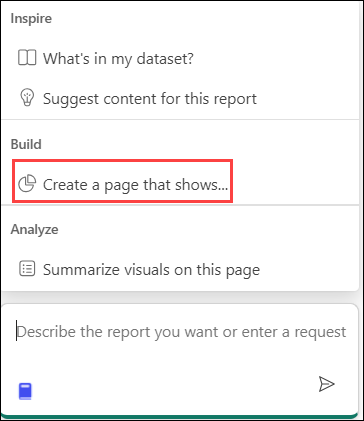 Inspire
What's in my dataset?
Suggest content for this report
Build
Create a page that shows...
Analyze
Summarize visuals on this page
Describe the report you want or enter a request